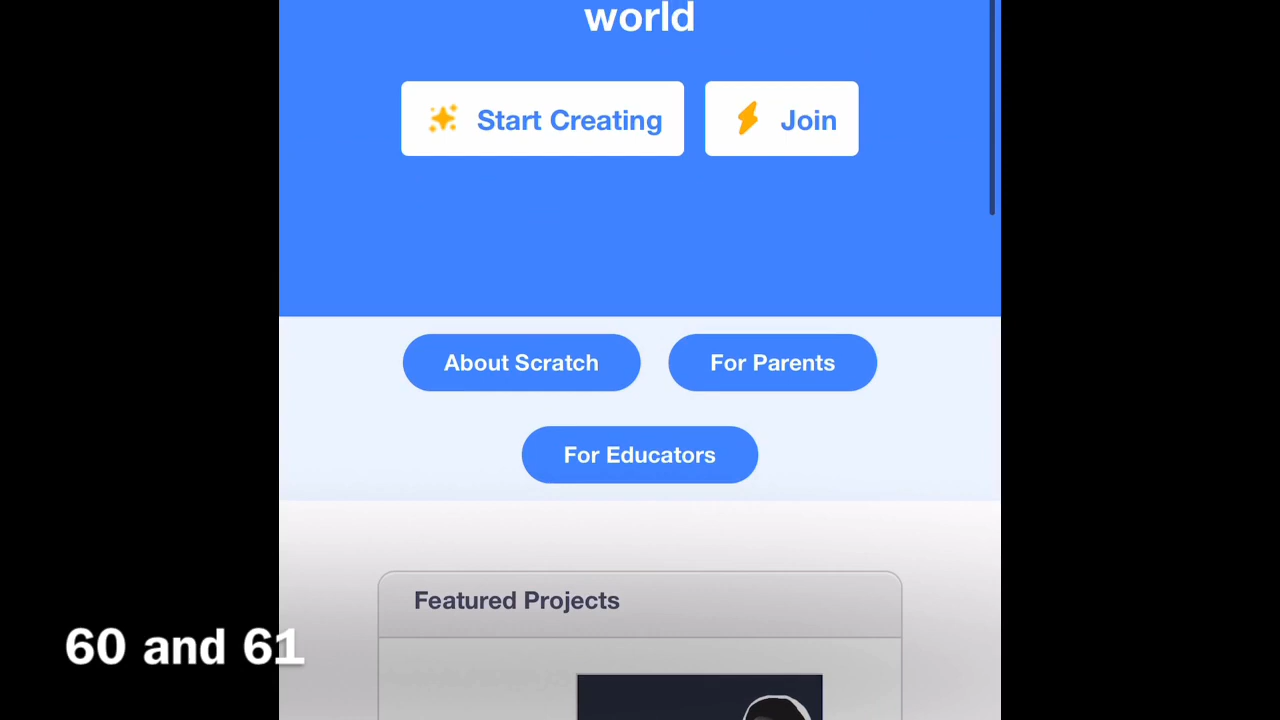 world
Start Creating
Join
About Scratch
For Parents
For Educators
Featured Projects
60 and 61